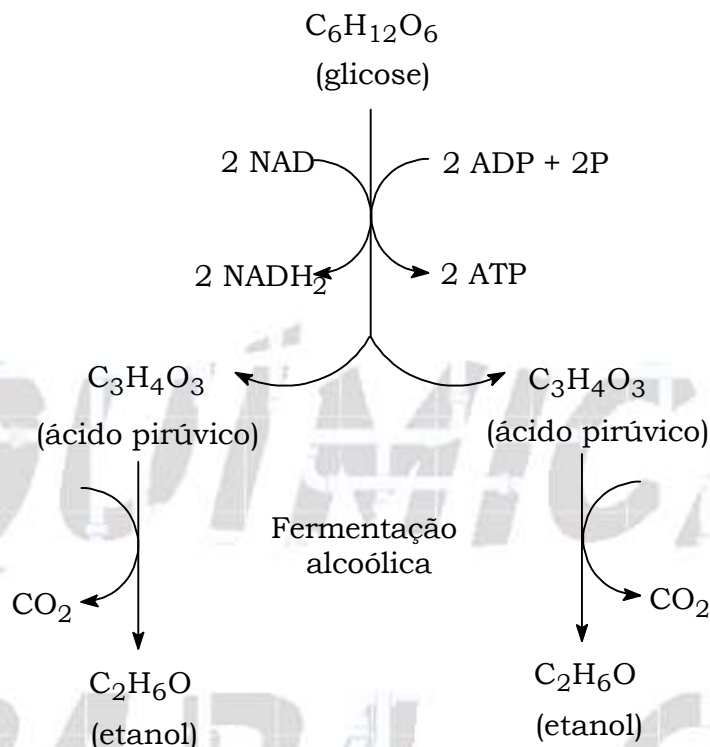 C₆H₁₂O₆
(glicose)
2 NAD 2 ADP + 2P
2 NADH₂ 2 ATP
C₃H₄O₃ C₃H₄O₃
(ácido pirúvico) (ácido pirúvico)
Fermentação
alcoólica
CO₂ CO₂
C₂H₆O C₂H₆O
(etanol) (etanol)